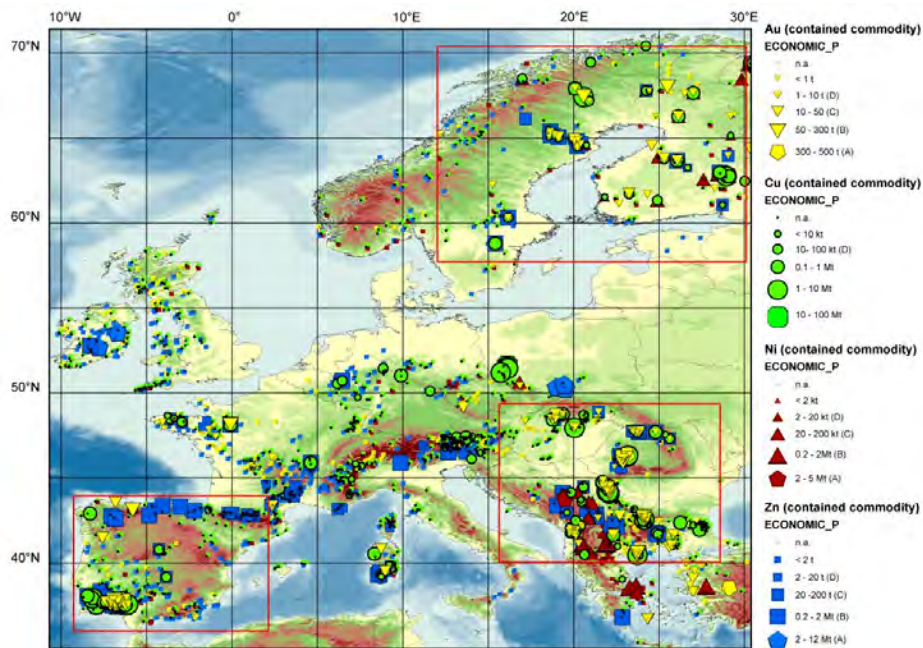 10°W 0° 10°E 20°E 30°E
70°N
60°N
50°N
40°N
Au (contained commodity)
ECONOMIC_P
n.a.
< 1 t
1 - 10 t (D)
10 - 50 (C)
50 - 300 t (B)
300 - 500 t (A)
Cu (contained commodity)
ECONOMIC_P
n.a.
< 10 kt
10- 100 kt (D)
0.1 - 1 Mt
1 - 10 Mt
10 - 100 Mt
Ni (contained commodity)
ECONOMIC_P
n.a.
< 2 kt
2 - 20 kt (D)
20 - 200 kt (C)
0.2 - 2Mt (B)
2 - 5 Mt (A)
Zn (contained commodity)
ECONOMIC_P
n.a.
< 2 t
2 - 20 t (D)
20 -200 t (C)
0.2 - 2 Mt (B)
2 - 12 Mt (A)